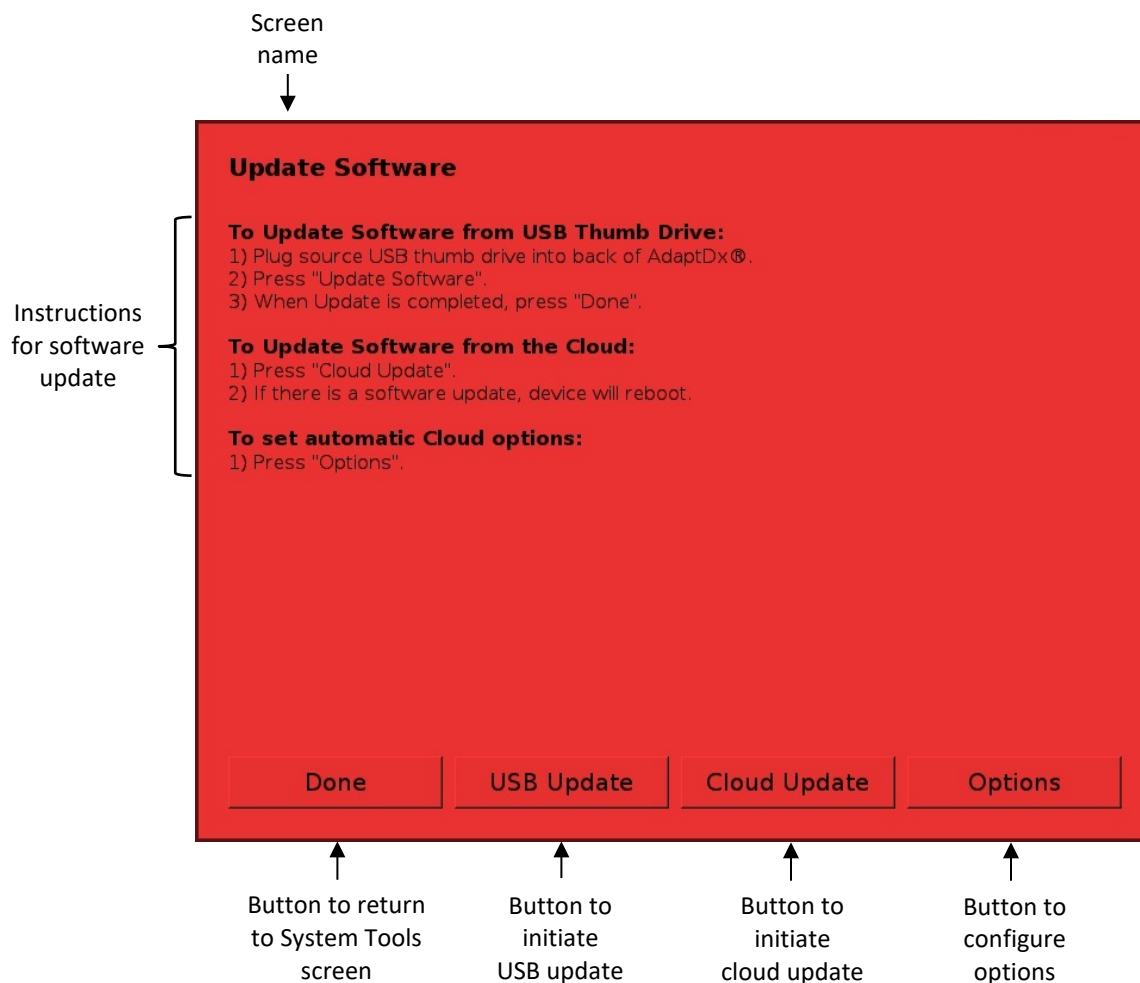 Screen
name
Update Software
To Update Software from USB Thumb Drive:
1) Plug source USB thumb drive into back of AdaptDx®.
2) Press "Update Software".
3) When Update is completed, press "Done".
Instructions
for software
update
To Update Software from the Cloud:
1) Press "Cloud Update".
2) If there is a software update, device will reboot.
To set automatic Cloud options:
1) Press "Options".
Done
USB Update
Cloud Update
Options
Button to return
to System Tools
screen
Button to
initiate
USB update
Button to
initiate
cloud update
Button to
configure
options